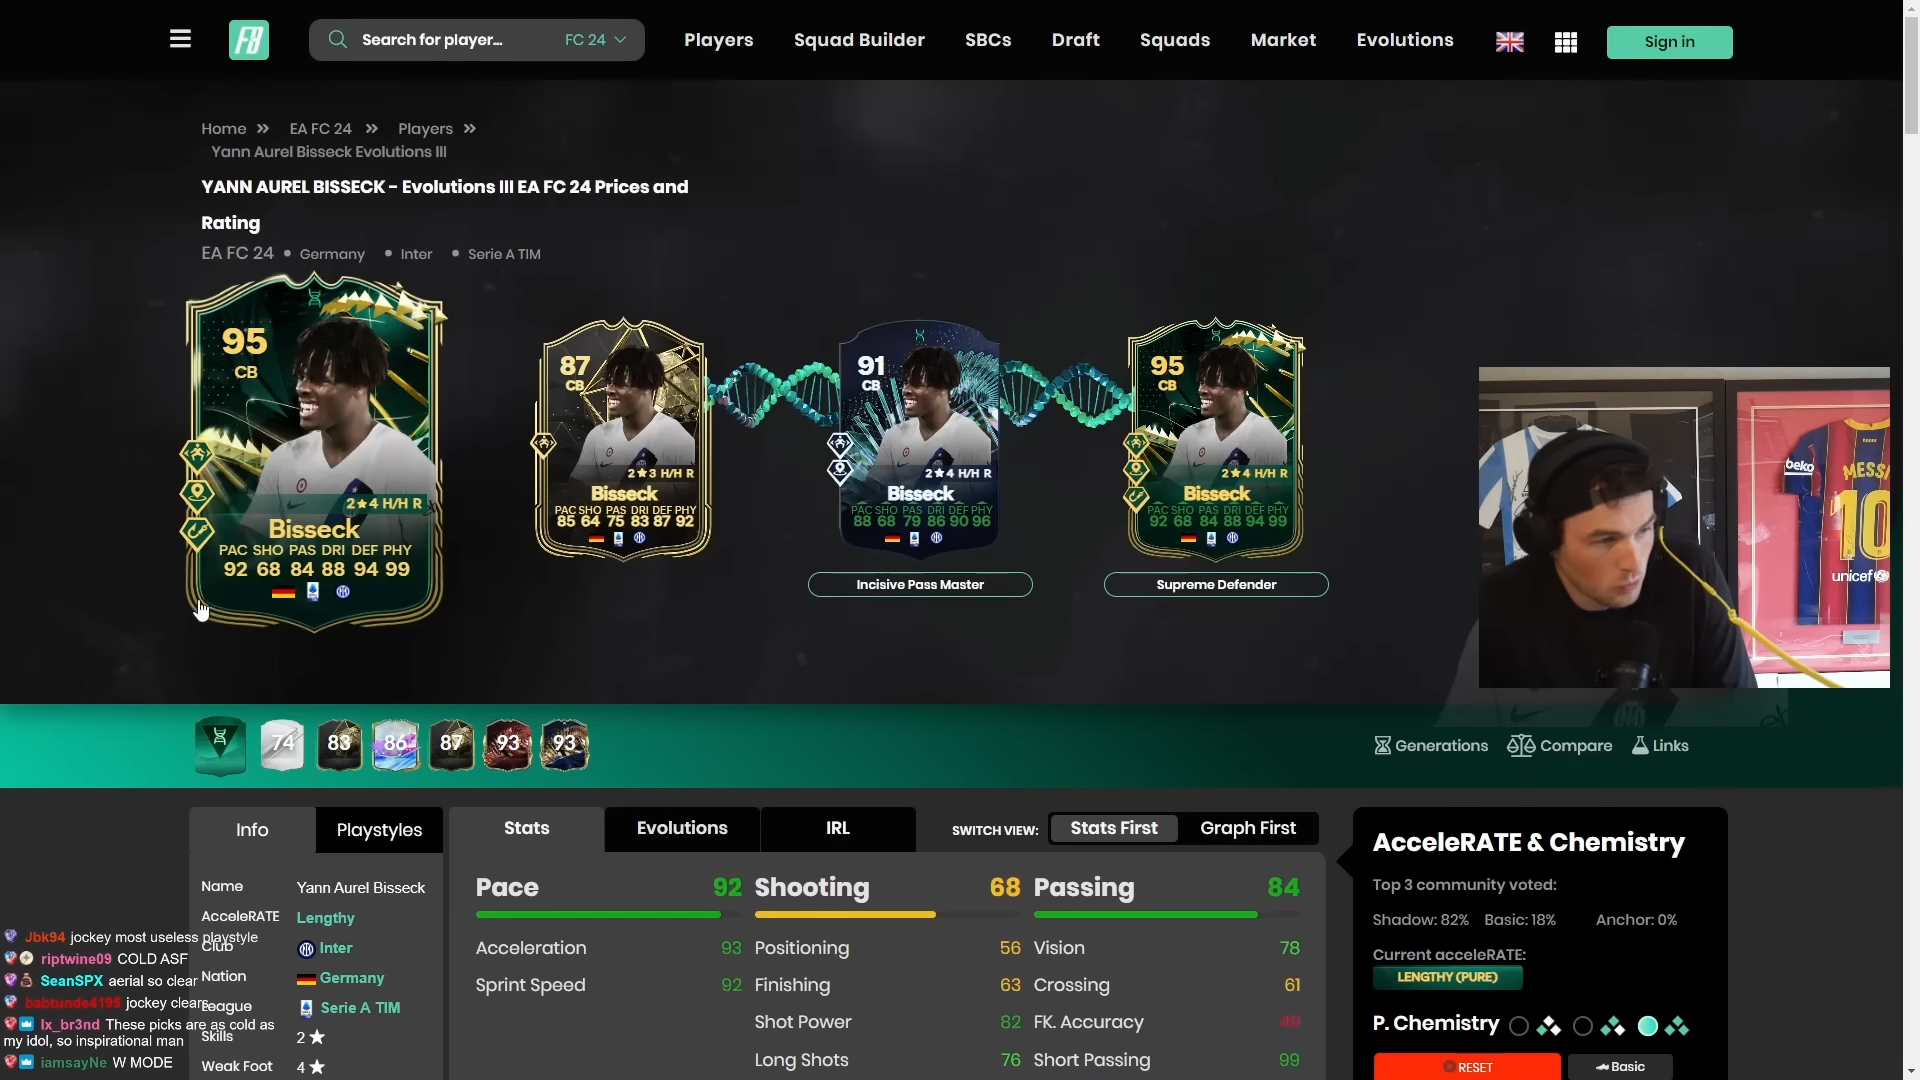 FB
Search for player...
FC 24
Players
Squad Builder
SBCs
Draft
Squads
Market
Evolutions
Sign in
Home
EA FC 24
Players
Yann Aurel Bisseck Evolutions III
YANN AUREL BISSECK - Evolutions III EA FC 24 Prices and
Rating
EA FC 24 • Germany • Inter • Serie A TIM
95
CB
2★4 H/H R
Bisseck
PAC SHO PAS DRI DEF PHY
92 68 84 88 94 99
87
CB
2★3 H/H R
Bisseck
PAC SHO PAS DRI DEF PHY
85 64 75 83 87 92
91
CB
2★4 H/H R
Bisseck
PAC SHO PAS DRI DEF PHY
88 68 79 86 90 96
Incisive Pass Master
95
CB
2★4 H/H R
Bisseck
PAC SHO PAS DRI DEF PHY
92 68 84 88 94 99
Supreme Defender
beko
MESSI
10
unicef
74
83
86
87
93
93
Generations
Compare
Links
Info
Playstyles
Stats
Evolutions
IRL
SWITCH VIEW:
Stats First
Graph First
Name Yann Aurel Bisseck
AcceleRATE Lengthy
Club Inter
Nation Germany
League Serie A TIM
Skills 2 ★
Weak Foot 4 ★
Pace 92
Acceleration 93
Sprint Speed 92
Shooting 68
Positioning 56
Finishing 63
Shot Power 82
Long Shots 76
Passing 84
Vision 78
Crossing 61
FK. Accuracy 49
Short Passing 99
AcceleRATE & Chemistry
Top 3 community voted:
Shadow: 82% Basic: 18% Anchor: 0%
Current acceleRATE:
LENGTHY (PURE)
P. Chemistry
RESET
Basic
Jbk94 jockey most useless playstyle
riptwine09 COLD ASF
SeanSPX aerial so clear
babtunde4195 jockey clears
lx_br3nd These picks are as cold as
my idol, so inspirational man
iamsayNe W MODE